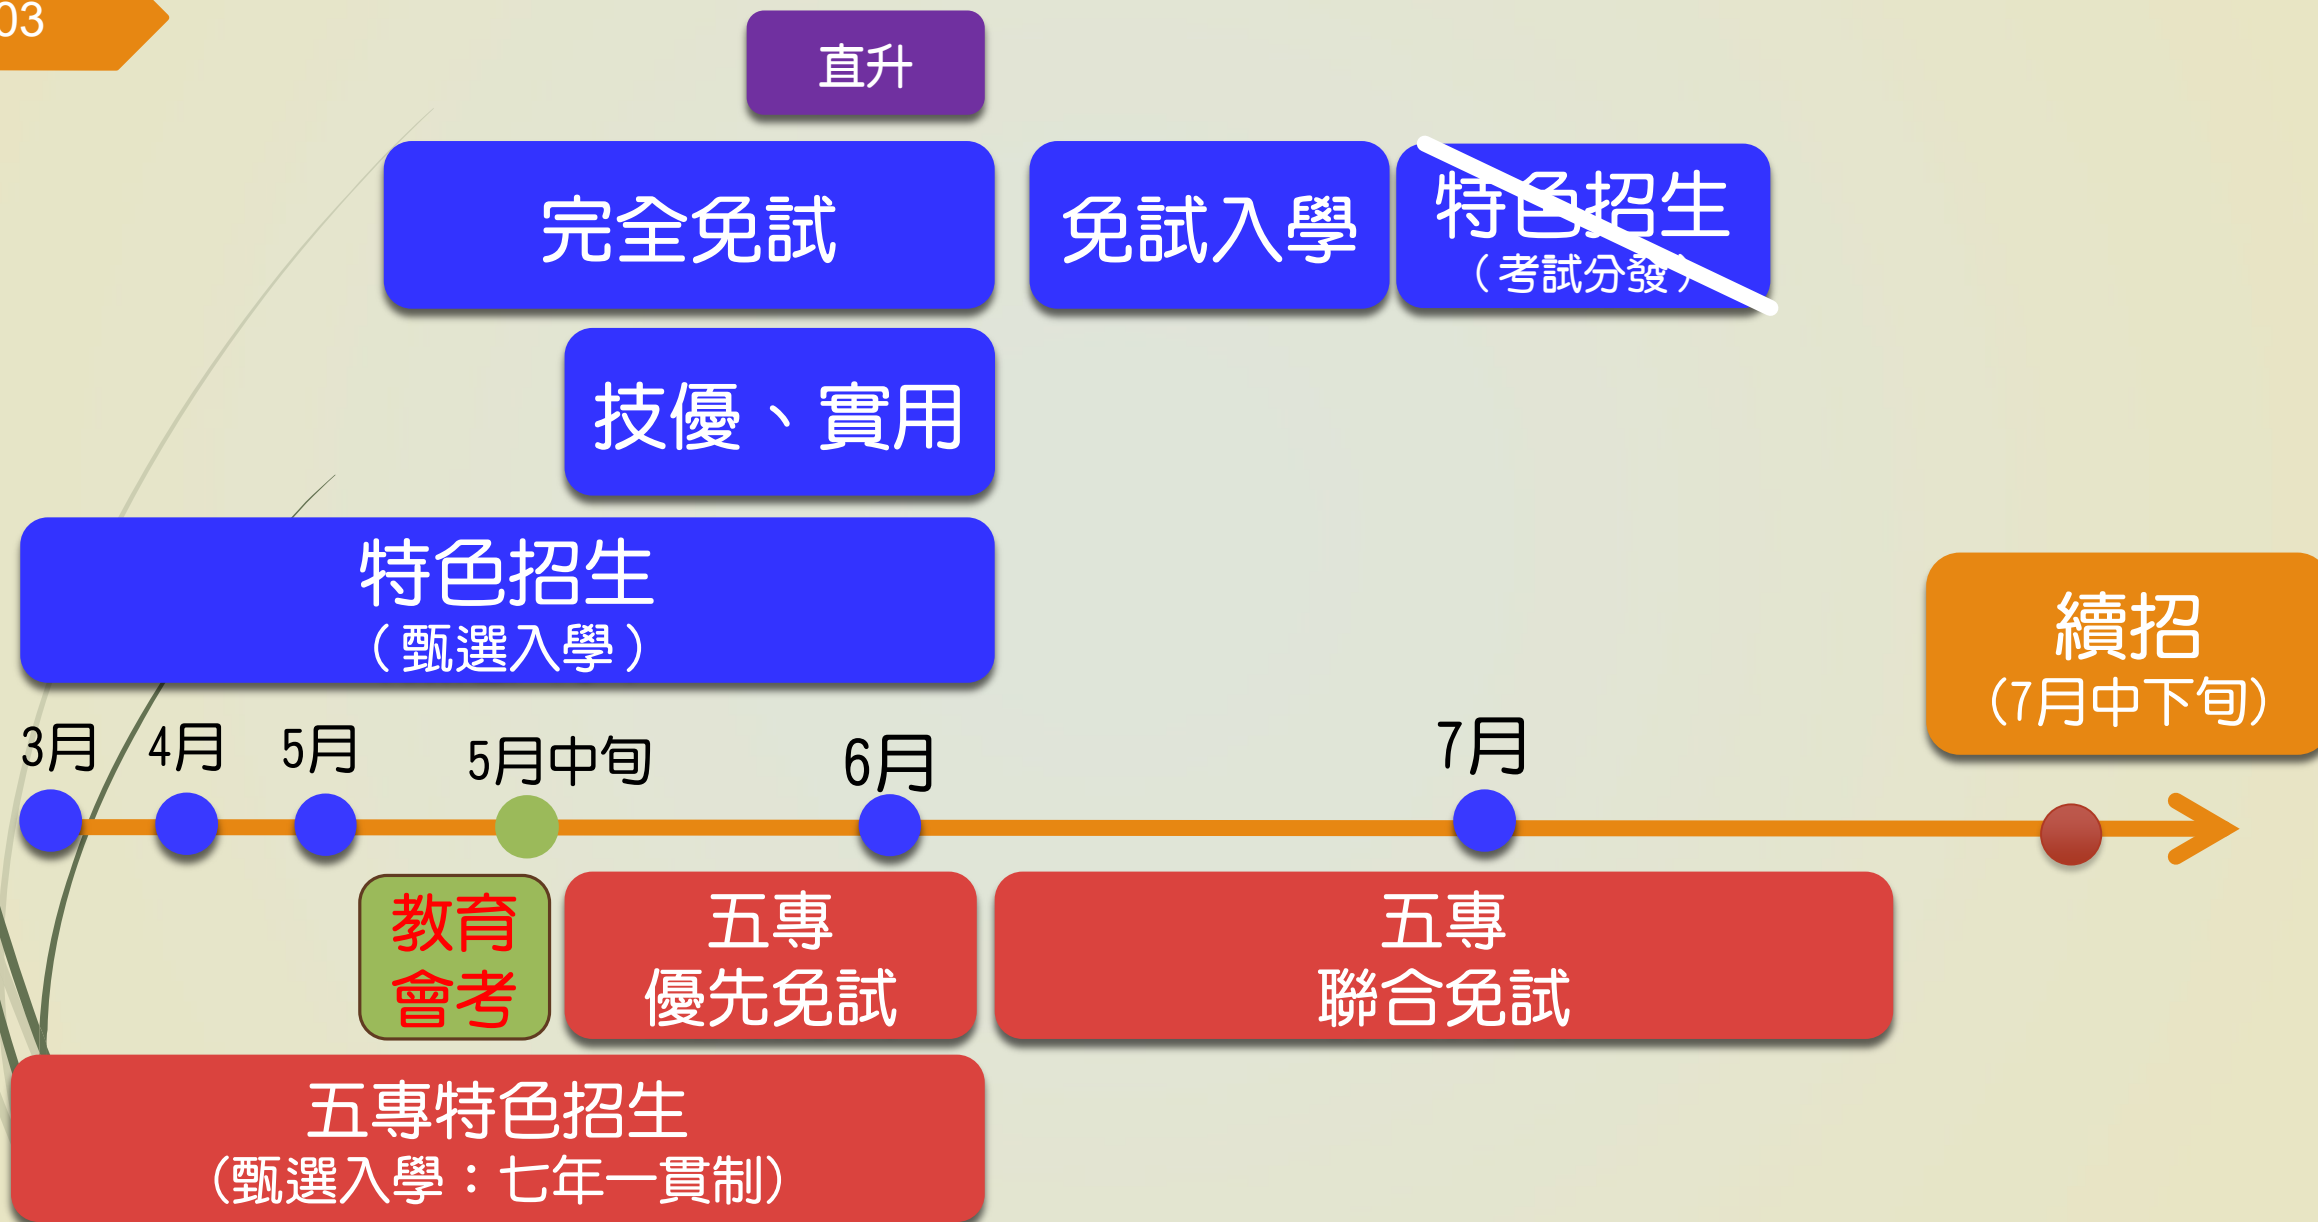 03
直升
完全免試
免試入學
特色招生
（考試分發）
技優、實用
特色招生
（甄選入學）
續招
(7月中下旬)
3月
4月
5月
5月中旬
6月
7月
教育
會考
五專
優先免試
五專
聯合免試
五專特色招生
(甄選入學：七年一貫制)